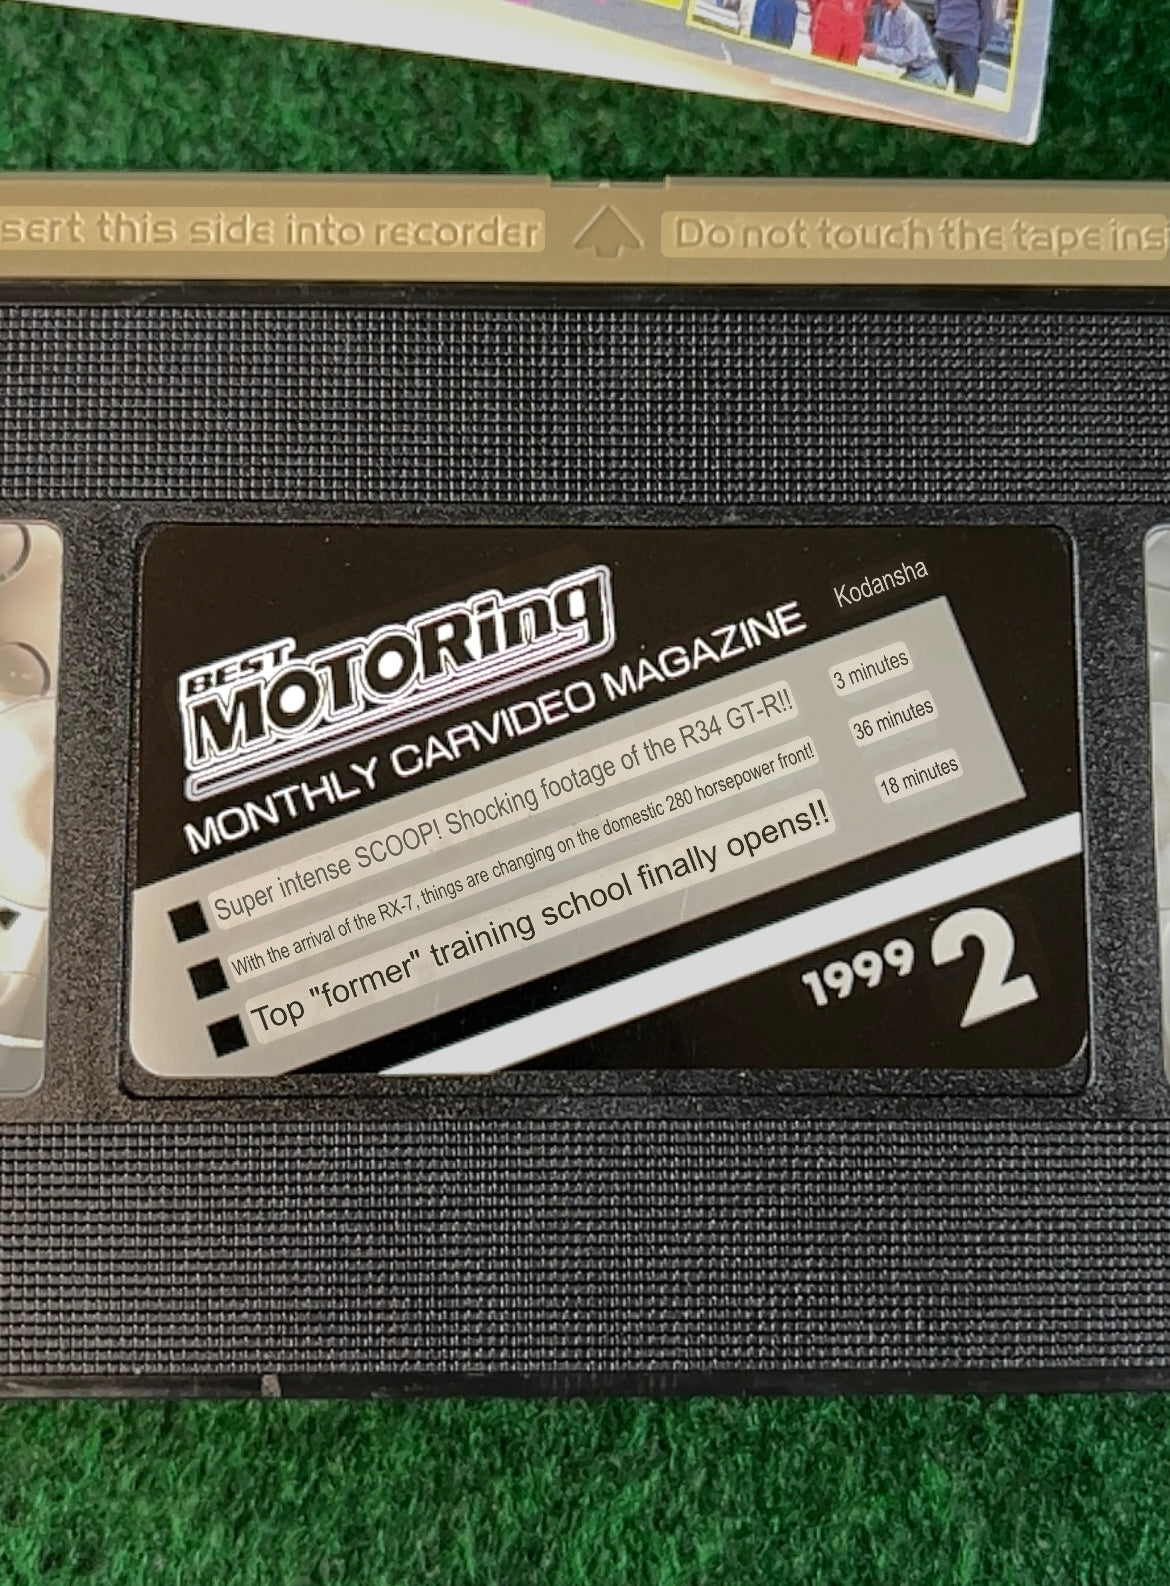 sert this side into recorder
Do not touch the tape ins
BEST
MOTORing
MONTHLY CARVIDEO MAGAZINE
Kodansha
Super intense SCOOP! Shocking footage of the R34 GT-R!! 3 minutes
With the arrival of the RX-7, things are changing on the domestic 280 horsepower front! 36 minutes
Top "former" training school finally opens!! 18 minutes
1999 2